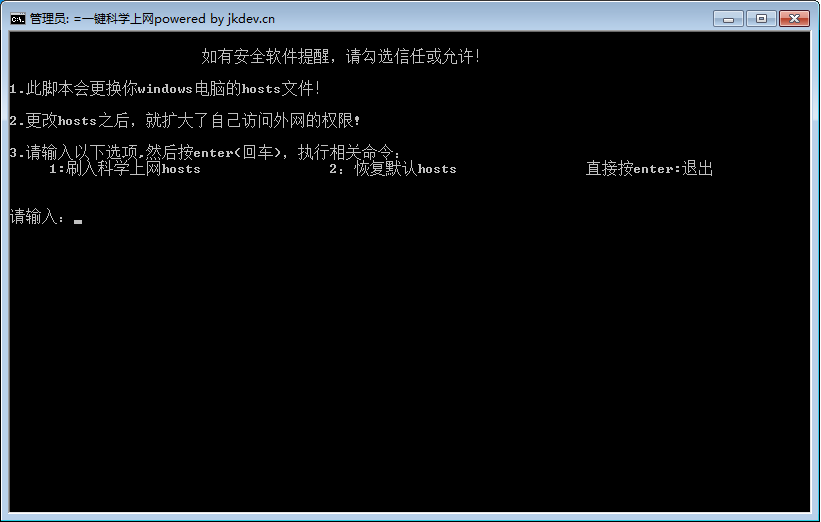 管理员: =一键科学上网powered by jkdev.cn
如有安全软件提醒，请勾选信任或允许！
1.此脚本会更换你windows电脑的hosts文件！
2.更改hosts之后，就扩大了自己访问外网的权限!
3.请输入以下选项,然后按enter(回车)，执行相关命令：
1:刷入科学上网hosts 2：恢复默认hosts 直接按enter:退出
请输入：